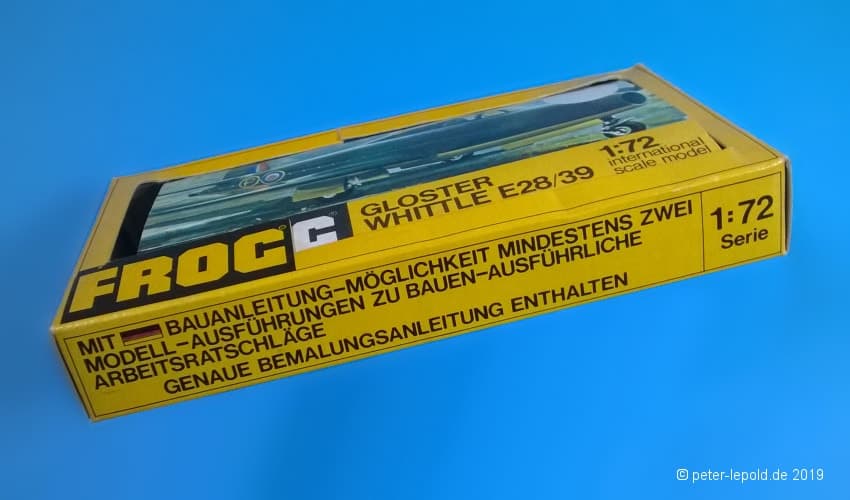 FROG C
GLOSTER
WHITTLE E28/39
1:72
international
scale model
MIT BAUANLEITUNG-MÖGLICHKEIT MINDESTENS ZWEI
MODELL-AUSFÜHRUNGEN ZU BAUEN-AUSFÜHRLICHE
ARBEITSRATSCHLÄGE
GENAUE BEMALUNGSANLEITUNG ENTHALTEN
1:72
Serie
© peter-lepold.de 2019